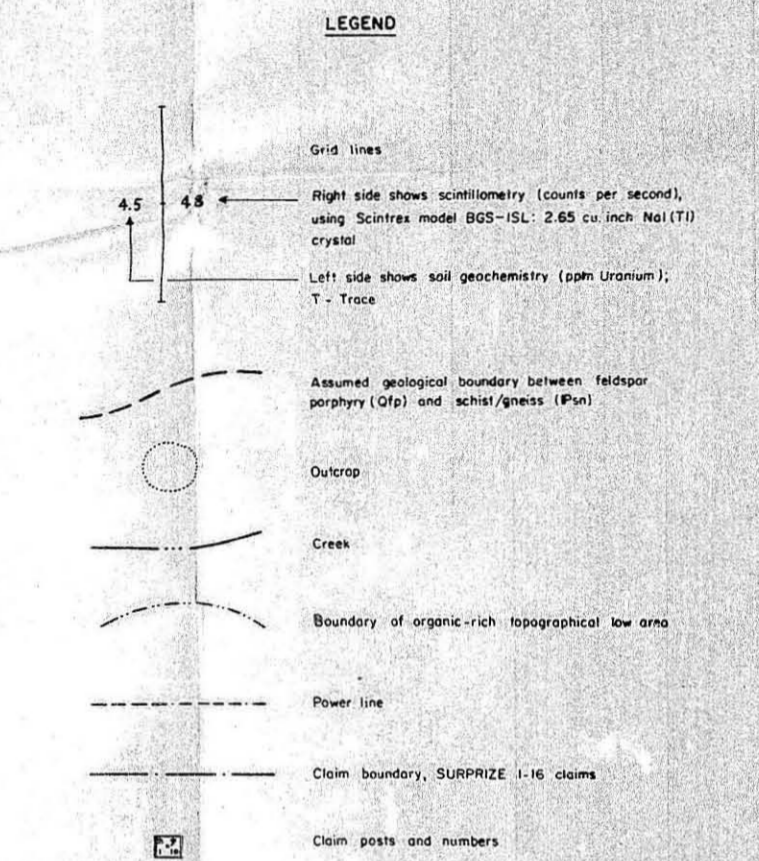 LEGEND
Grid lines
4.5 48 Right side shows scintillometry (counts per second),
using Scintrex model BGS-ISL: 2.65 cu. inch NaI (Tl)
crystal
Left side shows soil geochemistry (ppm Uranium);
T - Trace
Assumed geological boundary between feldspar
porphyry (Qfp) and schist/gneiss (IPsn)
Outcrop
Creek
Boundary of organic-rich topographical low area
Power line
Claim boundary, SURPRIZE 1-16 claims
Claim posts and numbers